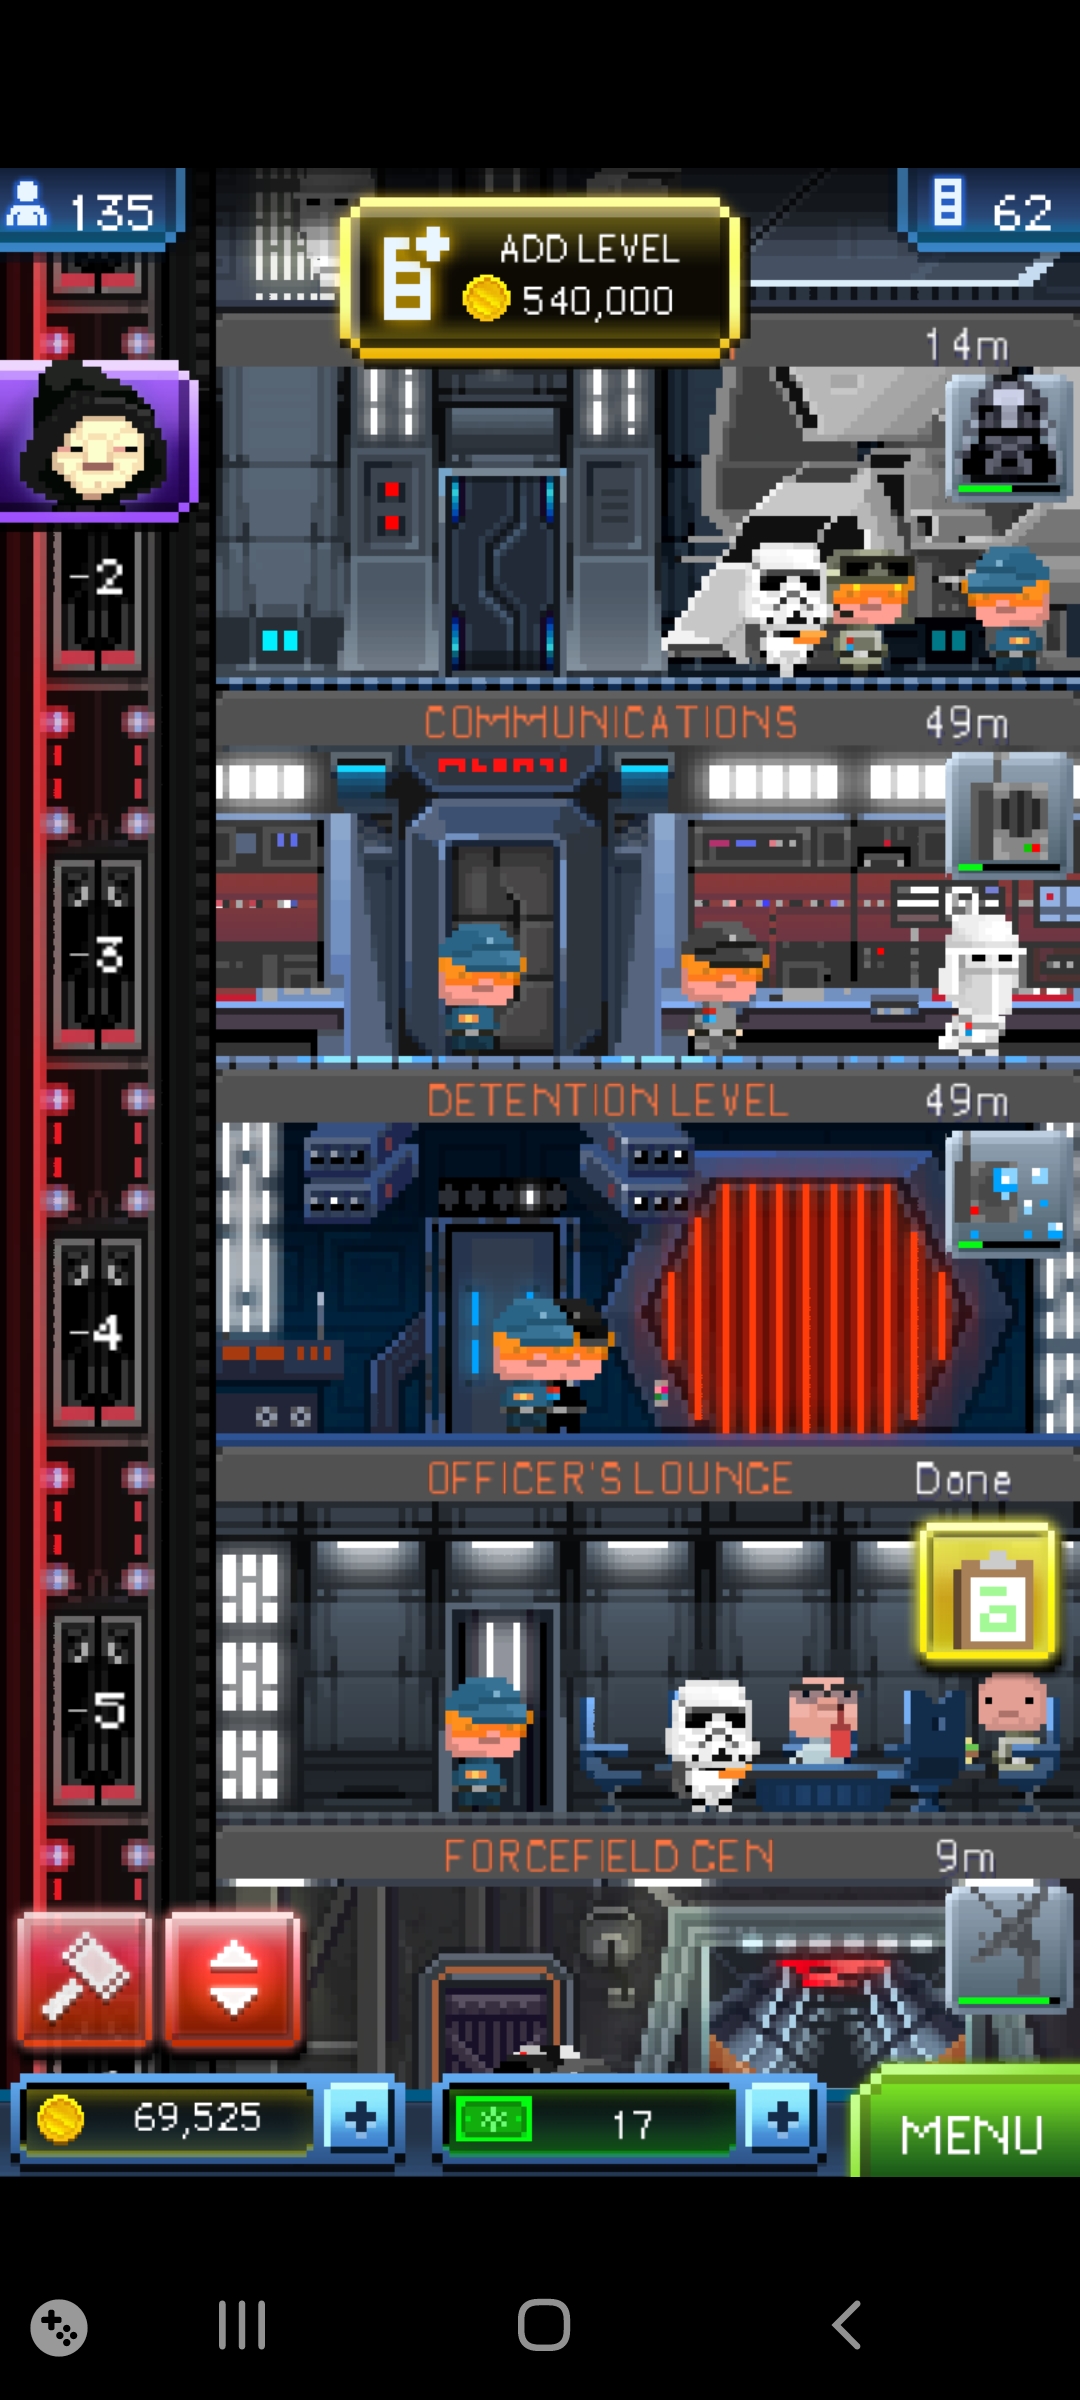 135
62
ADD LEVEL
540,000
14m
-2
COMMUNICATIONS
49m
-3
DETENTION LEVEL
49m
-4
OFFICER'S LOUNGE
Done
-5
FORCEFIELD GEN
9m
69,525
17
MENU